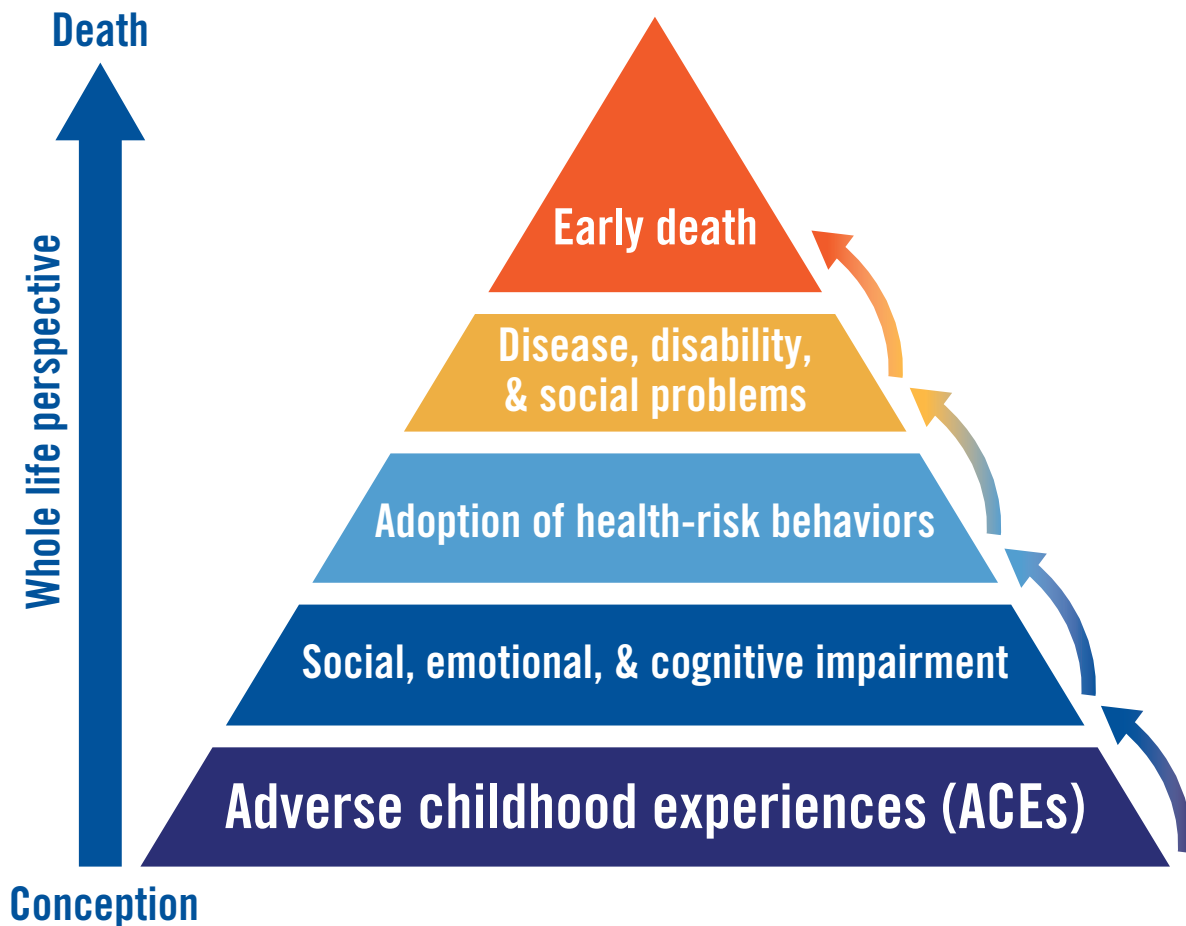 Death
Whole life perspective
Conception
Early death
Disease, disability,
& social problems
Adoption of health-risk behaviors
Social, emotional, & cognitive impairment
Adverse childhood experiences (ACEs)